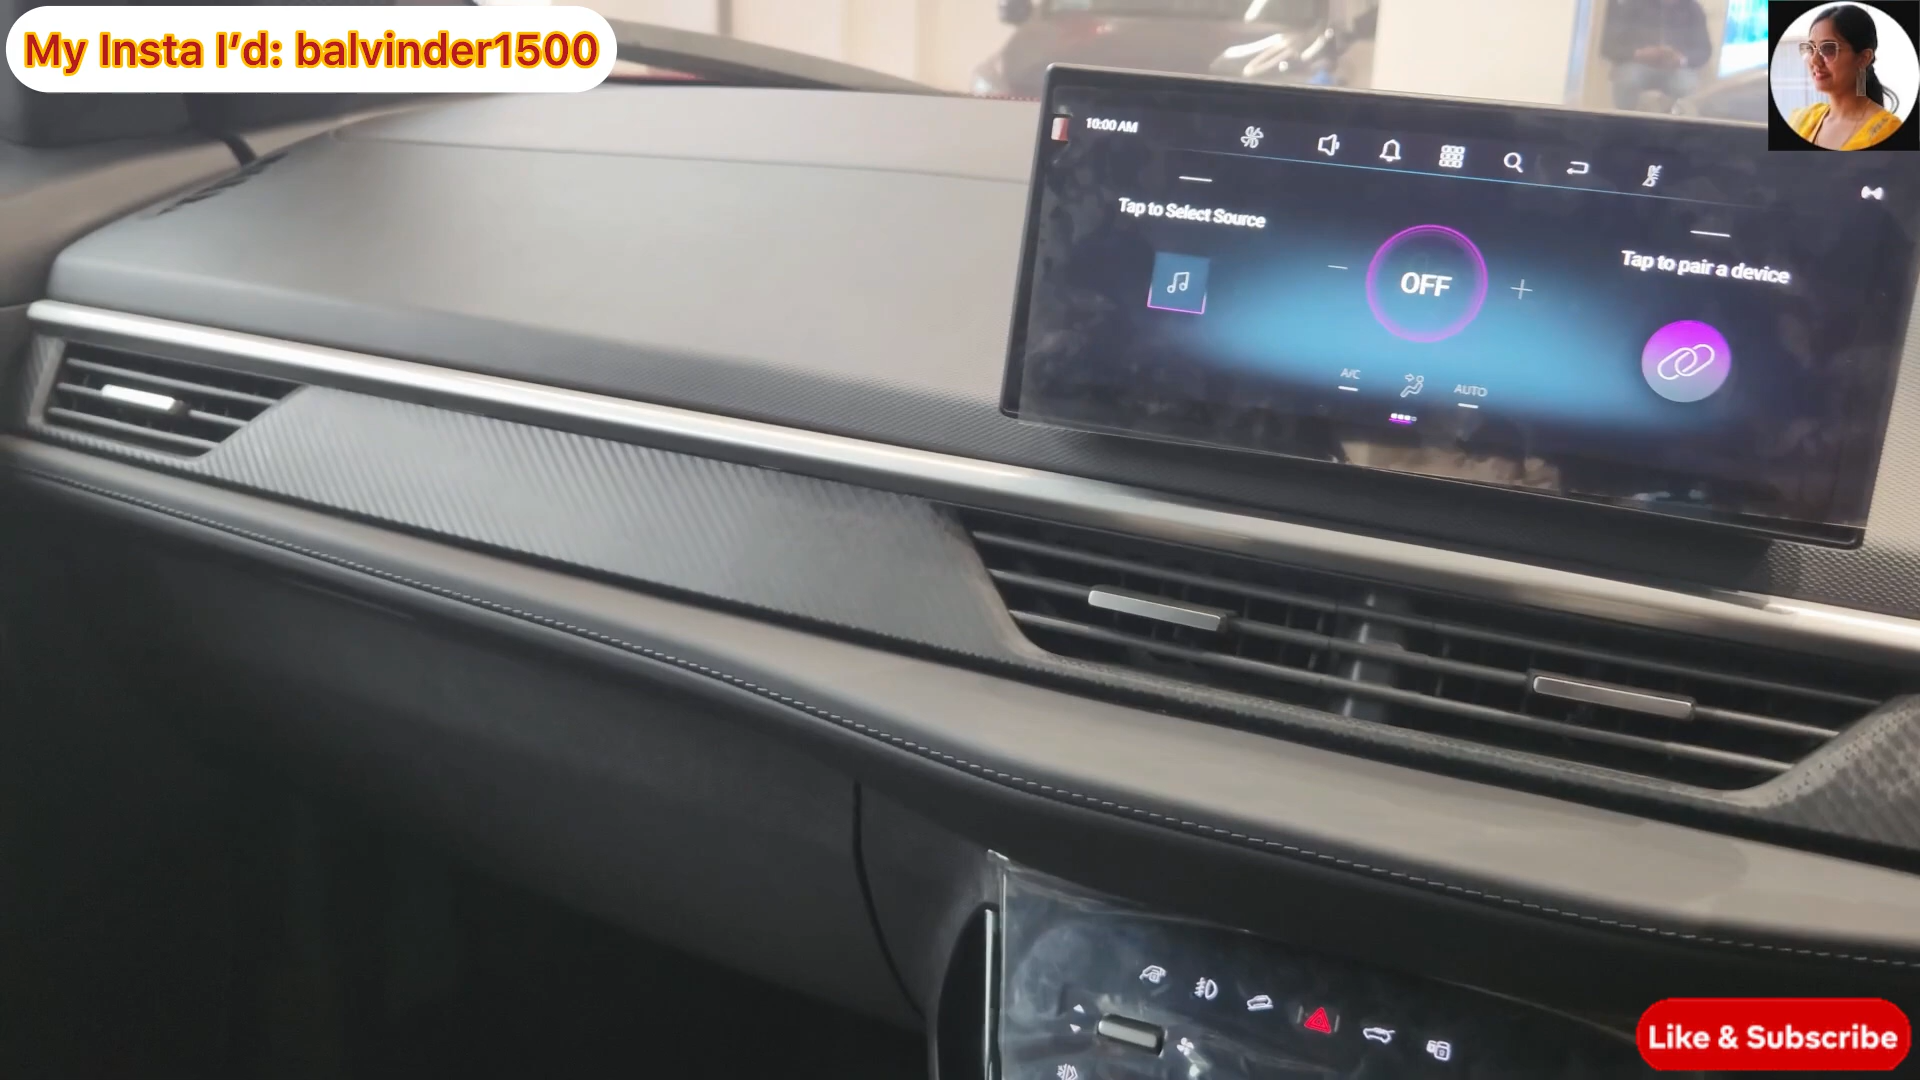 My Insta I’d: balvinder1500
10:00 AM
Tap to Select Source
OFF
Tap to pair a device
A/C
AUTO
Like & Subscribe